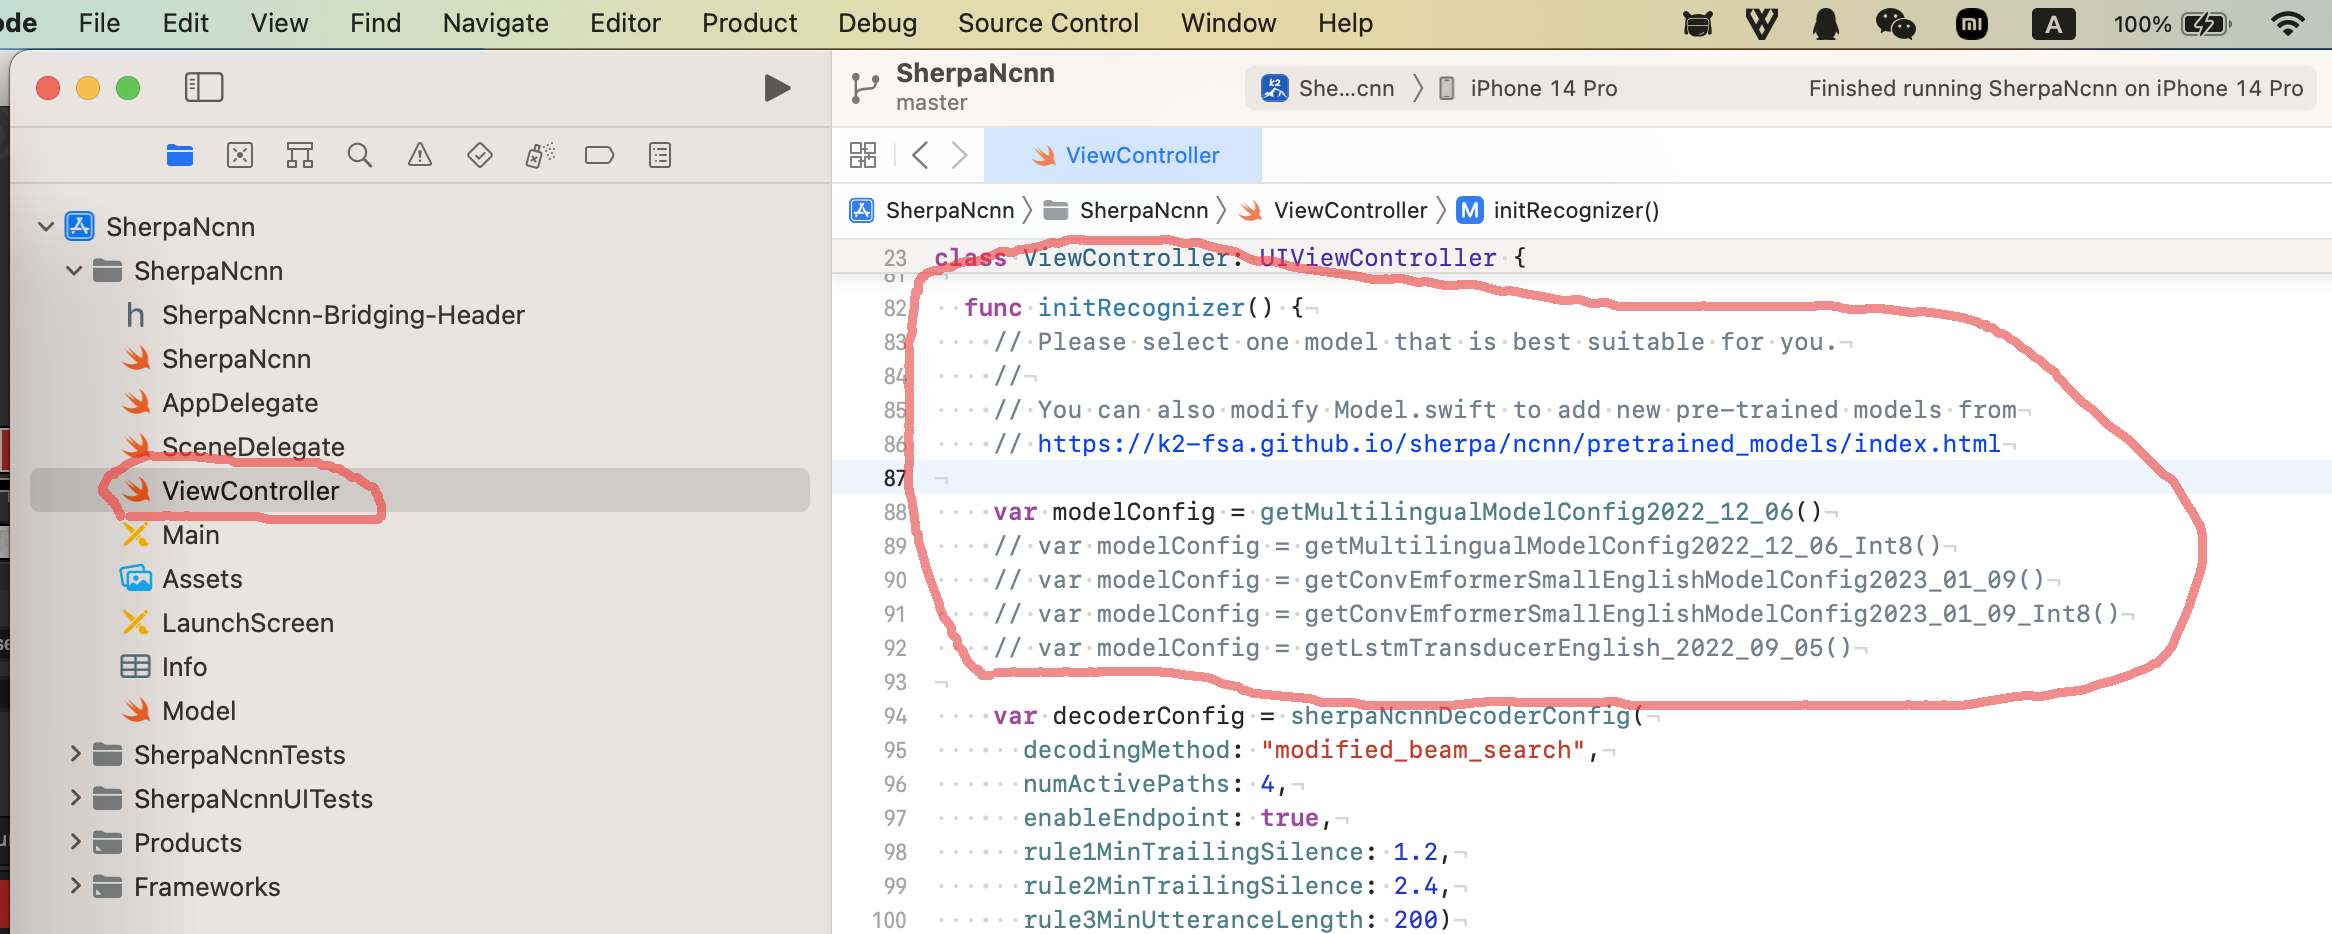 ode File Edit View Find Navigate Editor Product Debug Source Control Window Help mi A 100%
SherpaNcnn
master
k2 She...cnn iPhone 14 Pro Finished running SherpaNcnn on iPhone 14 Pro
ViewController
SherpaNcnn SherpaNcnn ViewController M initRecognizer()
SherpaNcnn
SherpaNcnn
h SherpaNcnn-Bridging-Header
SherpaNcnn
AppDelegate
SceneDelegate
ViewController
Main
Assets
LaunchScreen
Info
Model
SherpaNcnnTests
SherpaNcnnUITests
Products
Frameworks
23 class ViewController: UIViewController {
81
82 func initRecognizer() {
83 // Please select one model that is best suitable for you.
84 //
85 // You can also modify Model.swift to add new pre-trained models from
86 // https://k2-fsa.github.io/sherpa/ncnn/pretrained_models/index.html
87
88 var modelConfig = getMultilingualModelConfig2022_12_06()
89 // var modelConfig = getMultilingualModelConfig2022_12_06_Int8()
90 // var modelConfig = getConvEmformerSmallEnglishModelConfig2023_01_09()
91 // var modelConfig = getConvEmformerSmallEnglishModelConfig2023_01_09_Int8()
92 // var modelConfig = getLstmTransducerEnglish_2022_09_05()
93
94 var decoderConfig = sherpaNcnnDecoderConfig(
95 decodingMethod: "modified_beam_search",
96 numActivePaths: 4,
97 enableEndpoint: true,
98 rule1MinTrailingSilence: 1.2,
99 rule2MinTrailingSilence: 2.4,
100 rule3MinUtteranceLength: 200)